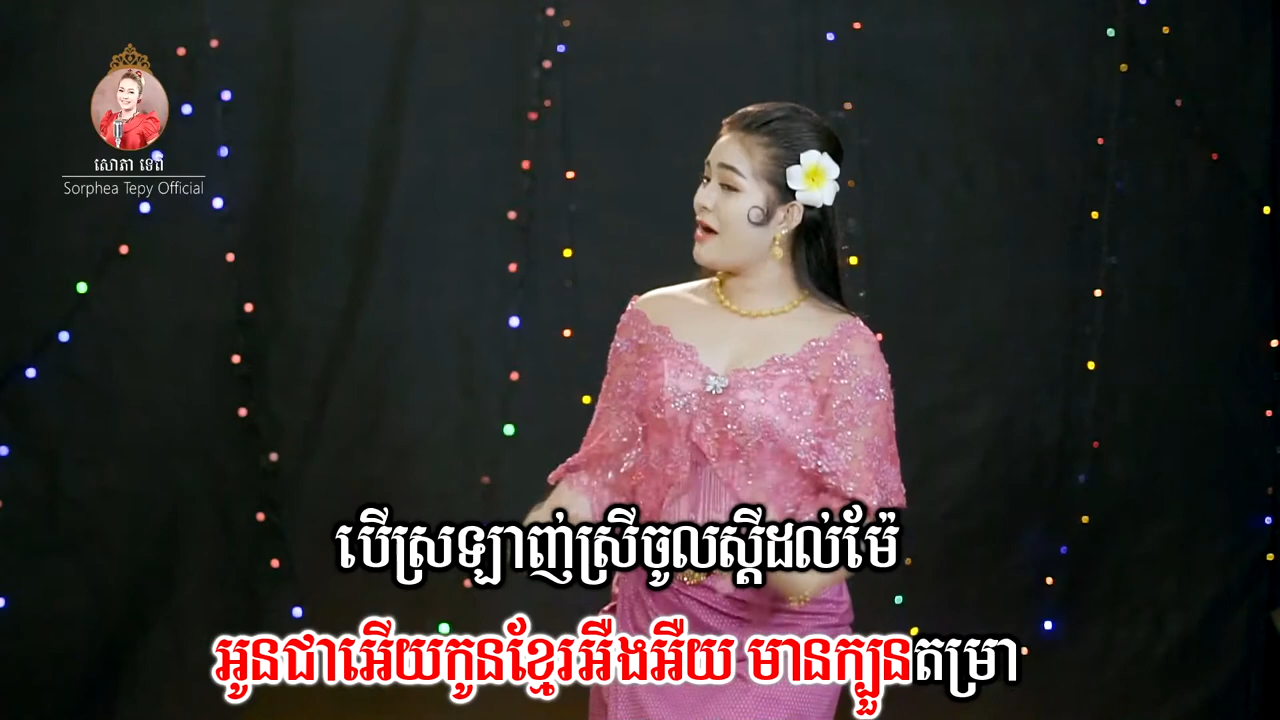 សោភា ទេពី
Sorphea Tepy Official
បើស្រឡាញ់ស្រីចូលស្ដីដល់ម៉ែ
អូនជាអើយកូនខ្មែរអឺងអឺយ មានក្បួនតម្រា